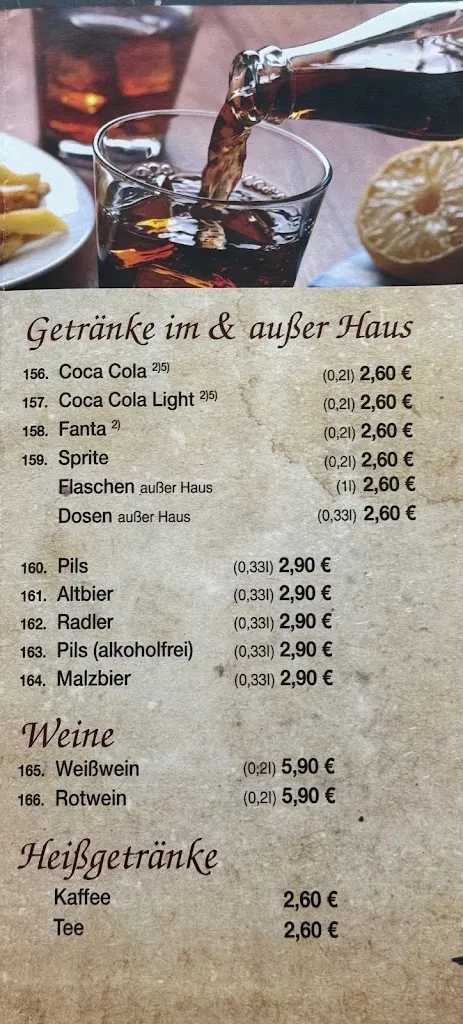 Getränke im & außer Haus
156. Coca Cola 2)5) (0,2l) 2,60 €
157. Coca Cola Light 2)5) (0,2l) 2,60 €
158. Fanta 2) (0,2l) 2,60 €
159. Sprite (0,2l) 2,60 €
Flaschen außer Haus (1l) 2,60 €
Dosen außer Haus (0,33l) 2,60 €
160. Pils (0,33l) 2,90 €
161. Altbier (0,33l) 2,90 €
162. Radler (0,33l) 2,90 €
163. Pils (alkoholfrei) (0,33l) 2,90 €
164. Malzbier (0,33l) 2,90 €
Weine
165. Weißwein (0,2l) 5,90 €
166. Rotwein (0,2l) 5,90 €
Heißgetränke
Kaffee 2,60 €
Tee 2,60 €